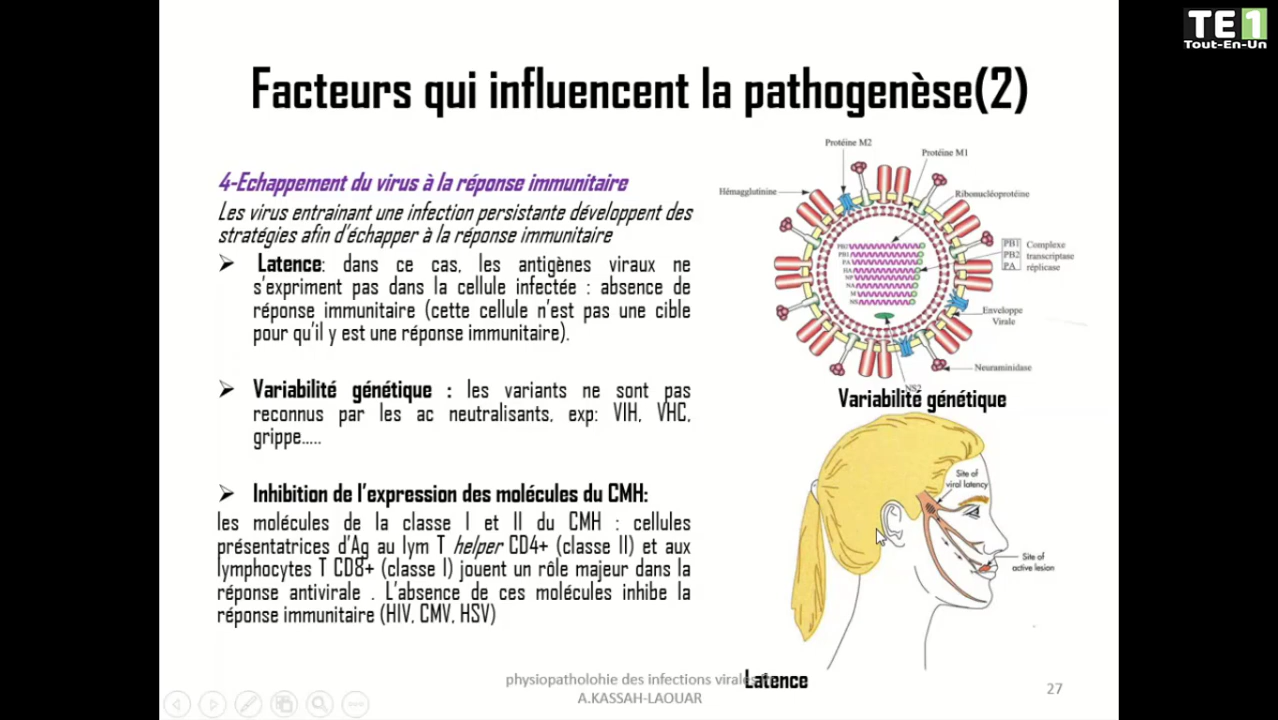 TE1
Tout-En-Un
Facteurs qui influencent la pathogenèse(2)
4-Echappement du virus à la réponse immunitaire
Les virus entrainant une infection persistante développent des
stratégies afin d'échapper à la réponse immunitaire
➢ Latence: dans ce cas, les antigènes viraux ne
s'expriment pas dans la cellule infectée : absence de
réponse immunitaire (cette cellule n'est pas une cible
pour qu'il y est une réponse immunitaire).
➢ Variabilité génétique : les variants ne sont pas
reconnus par les ac neutralisants, exp: VIH, VHC,
grippe.....
➢ Inhibition de l'expression des molécules du CMH:
les molécules de la classe I et II du CMH : cellules
présentatrices d'Ag au lym T helper CD4+ (classe II) et aux
lymphocytes T CD8+ (classe I) jouent un rôle majeur dans la
réponse antivirale . L'absence de ces molécules inhibe la
réponse immunitaire (HIV, CMV, HSV)
Protéine M2
Protéine M1
Hémagglutinine
Ribonucléoprotéine
PB2
PB1
PA
HA
NP
NA
M
NS
PB1
PB2
PA
Complexe
transcriptase
réplicase
Enveloppe
Virale
Neuraminidase
NS2
Variabilité génétique
Site of
viral latency
Site of
active lesion
Latence
physiopatholohie des infections virales
A.KASSAH-LAOUAR
27